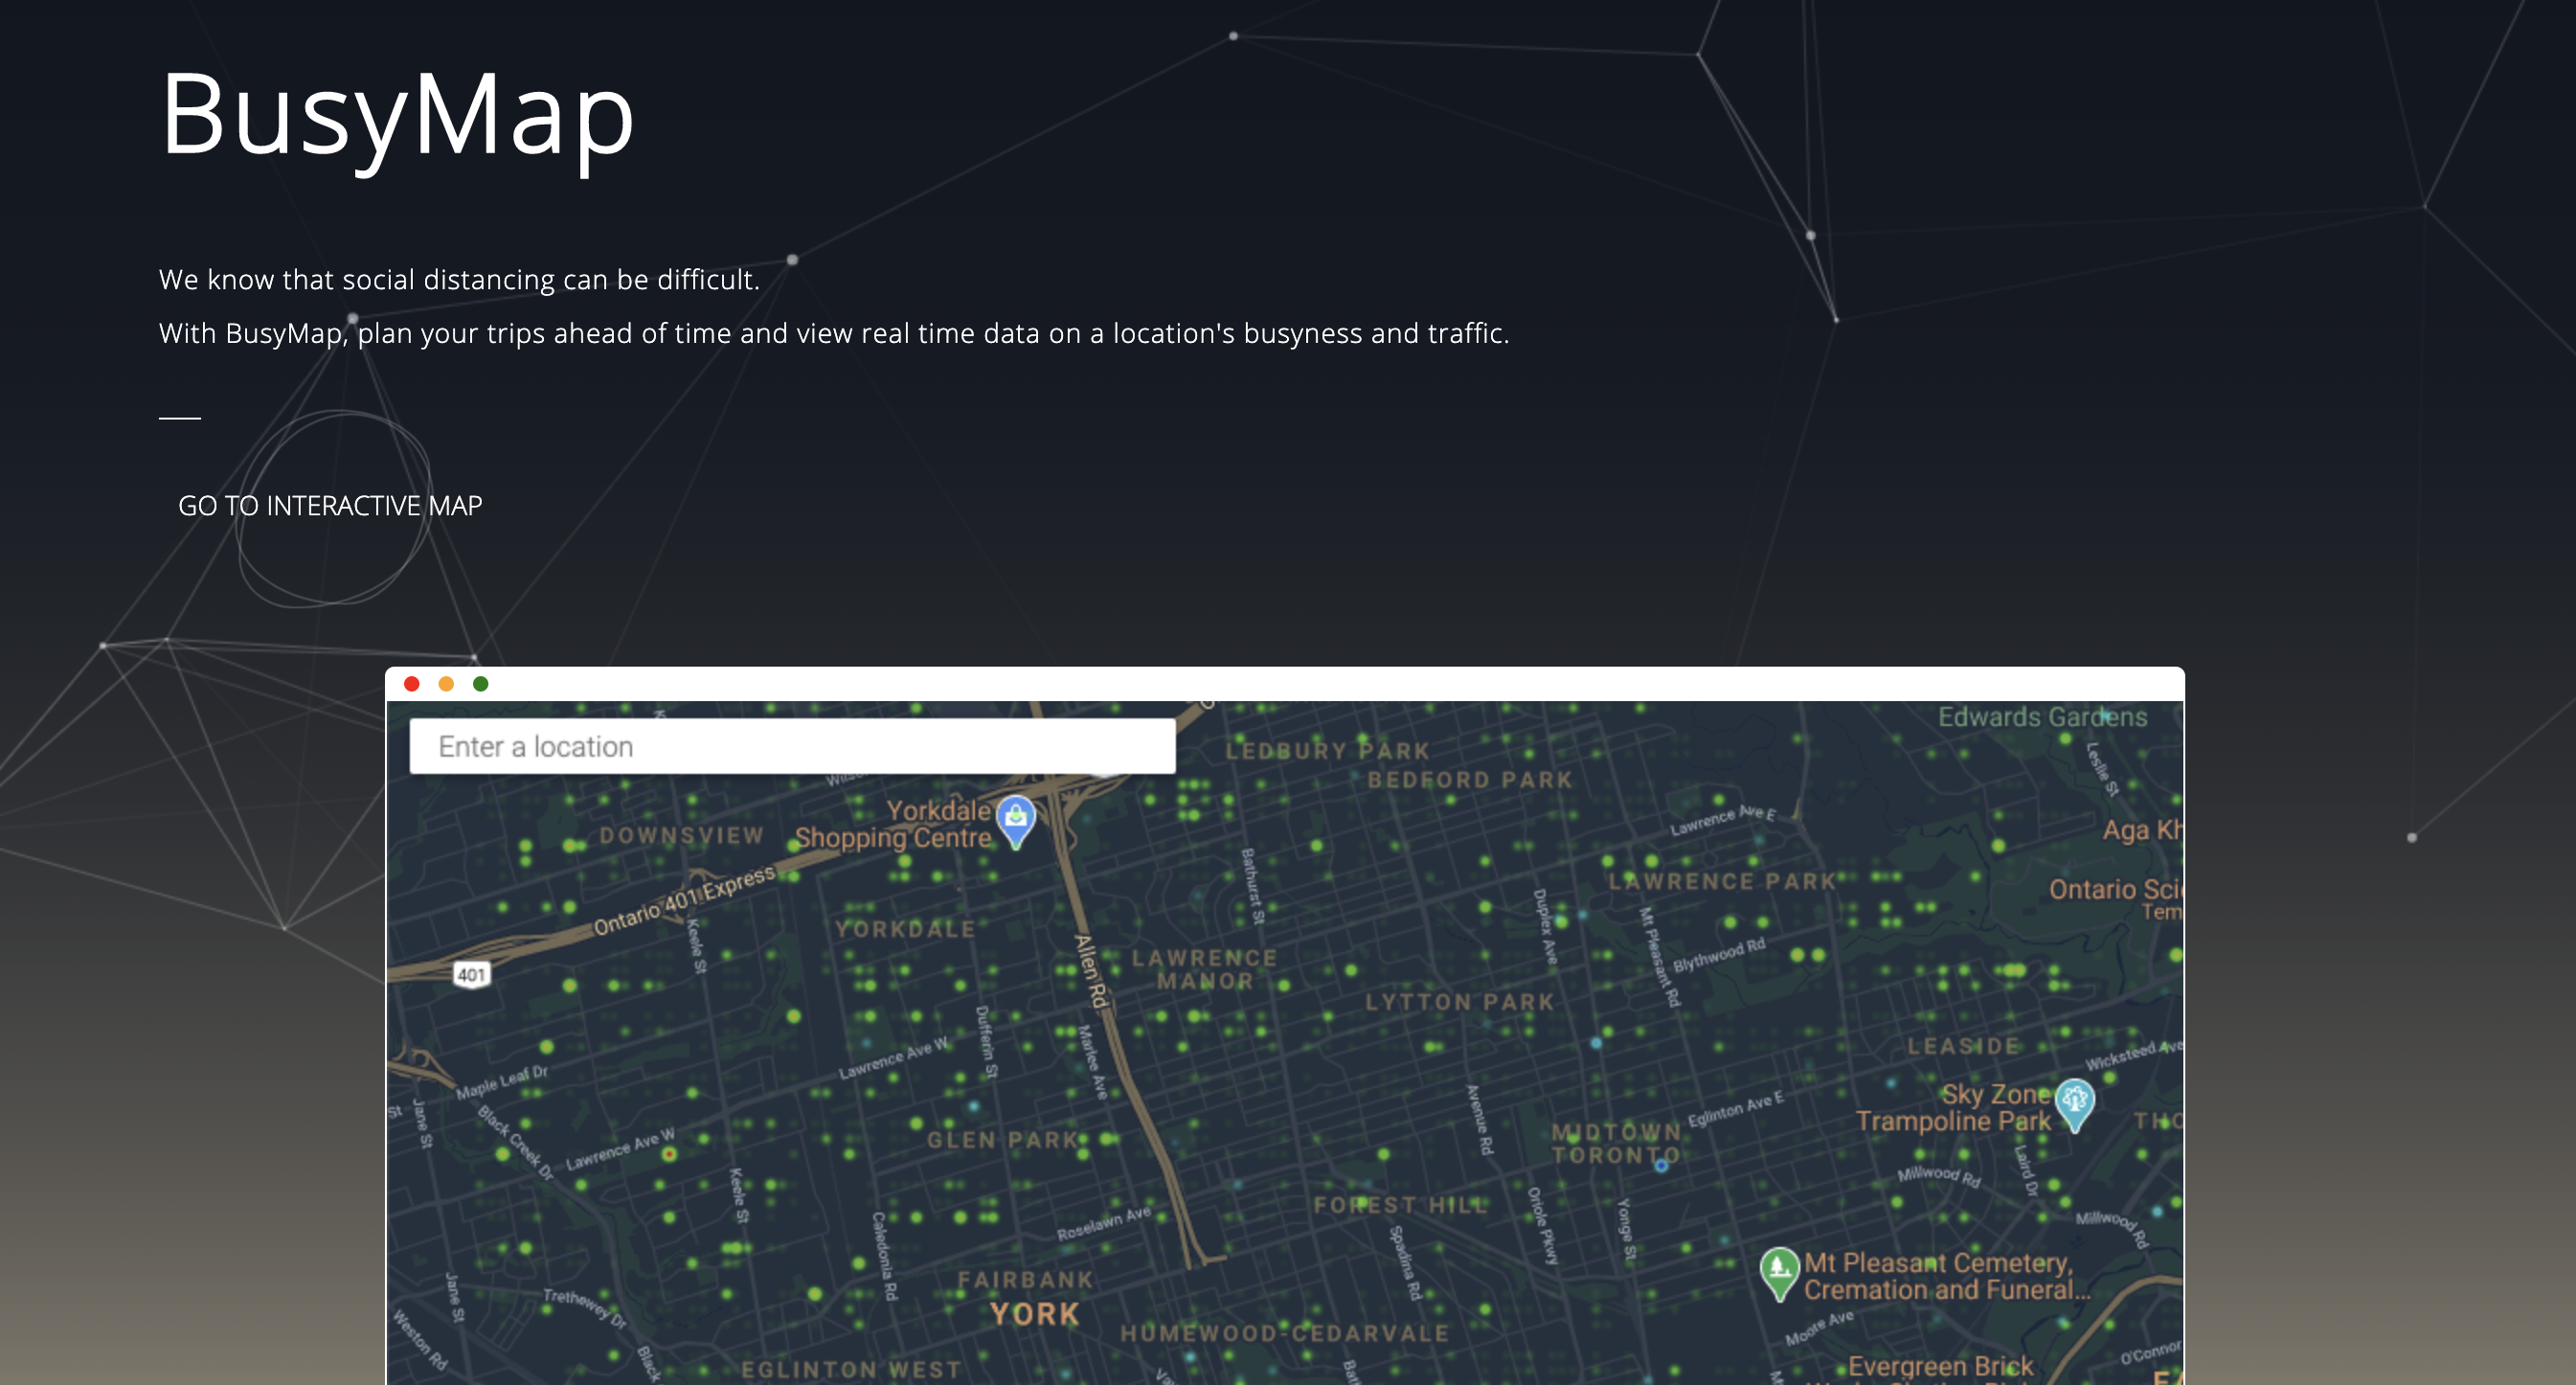 BusyMap
We know that social distancing can be difficult.
With BusyMap, plan your trips ahead of time and view real time data on a location's busyness and traffic.
GO TO INTERACTIVE MAP
Enter a location
Edwards Gardens
LEDBURY PARK
BEDFORD PARK
Leslie St
Yorkdale
Shopping Centre
DOWNSVIEW
Lawrence Ave E
Aga Kh
Ontario 401 Express
Bathurst St
LAWRENCE PARK
Ontario Sci
Tem
Keele St
YORKDALE
Duplex Ave
Mt Pleasant Rd
Blythwood Rd
401
Allen Rd
LAWRENCE
MANOR
LYTTON PARK
Dufferin St
Marlee Ave
Lawrence Ave W
LEASIDE
Wicksteed Ave
Maple Leaf Dr
St
Jane St
Black Creek Dr
Lawrence Ave W
Avenue Rd
Eglinton Ave E
Sky Zone
Trampoline Park
THO
GLEN PARK
MIDTOWN
TORONTO
Laird Dr
Keele St
Millwood Rd
FOREST HILL
Oriole Pkwy
Yonge St
Caledonia Rd
Roselawn Ave
Spadina Rd
Millwood Rd
Mt Pleasant Cemetery,
Cremation and Funeral...
Jane St
Trethewey Dr
FAIRBANK
YORK
HUMEWOOD-CEDARVALE
Moore Ave
Weston Rd
Black
EGLINTON WEST
O'Connor
Evergreen Brick